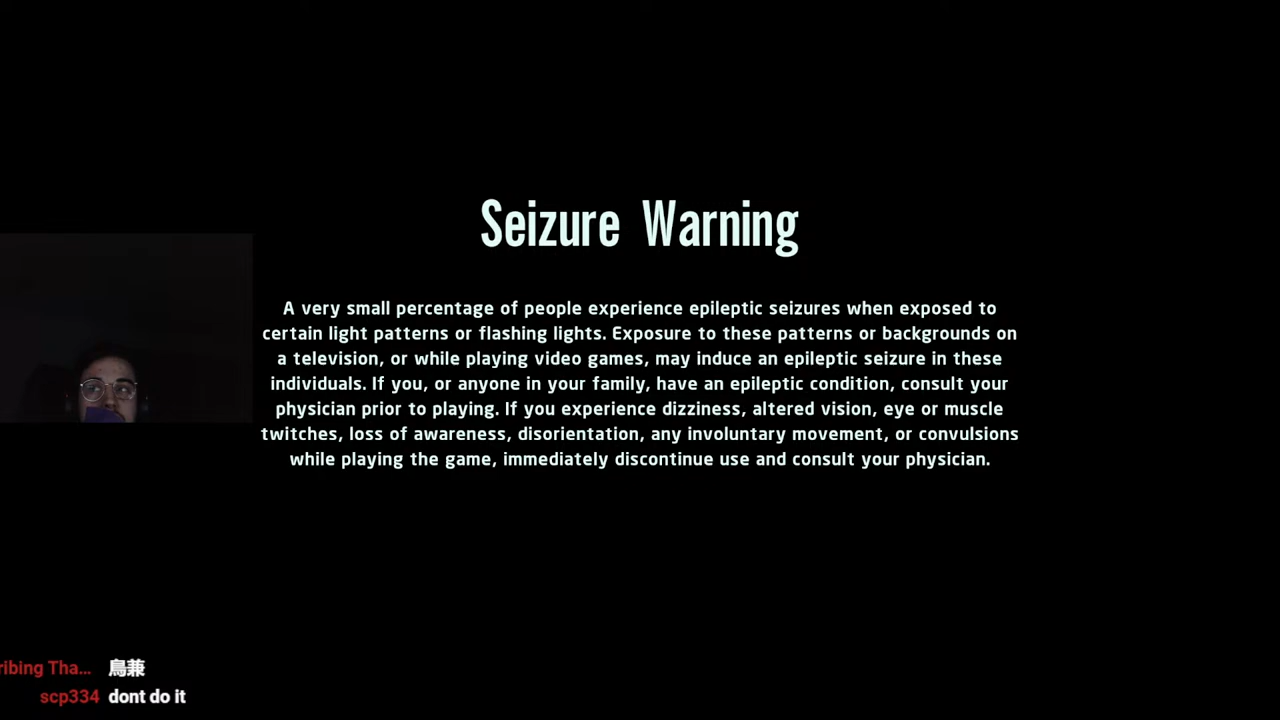 Seizure Warning
A very small percentage of people experience epileptic seizures when exposed to
certain light patterns or flashing lights. Exposure to these patterns or backgrounds on
a television, or while playing video games, may induce an epileptic seizure in these
individuals. If you, or anyone in your family, have an epileptic condition, consult your
physician prior to playing. If you experience dizziness, altered vision, eye or muscle
twitches, loss of awareness, disorientation, any involuntary movement, or convulsions
while playing the game, immediately discontinue use and consult your physician.
ribing Tha... 鳥兼
scp334 dont do it